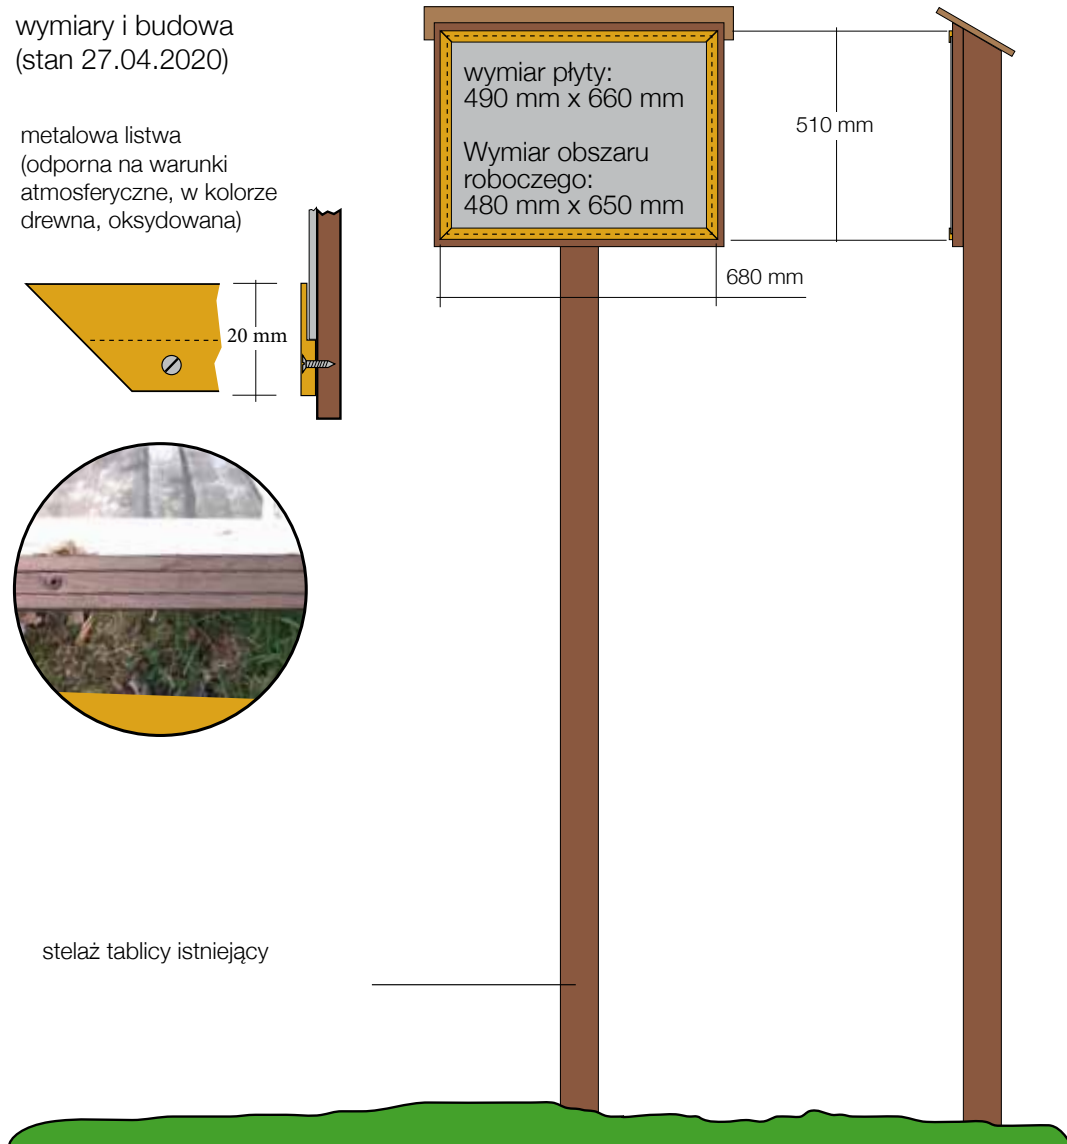 wymiary i budowa
(stan 27.04.2020)
metalowa listwa
(odporna na warunki
atmosferyczne, w kolorze
drewna, oksydowana)
20 mm
wymiar płyty:
490 mm x 660 mm
Wymiar obszaru
roboczego:
480 mm x 650 mm
510 mm
680 mm
stelaż tablicy istniejący